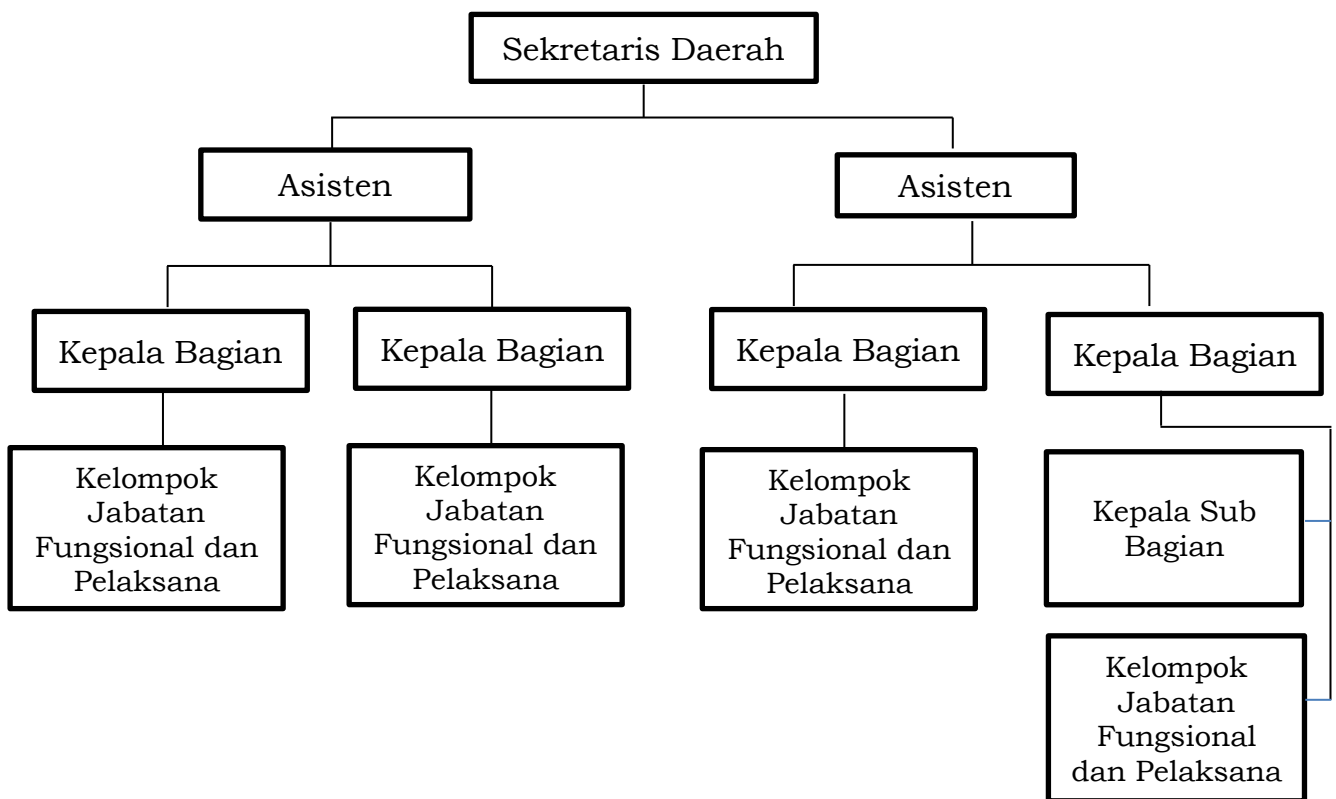 Sekretaris Daerah
Asisten
Asisten
Kepala Bagian
Kepala Bagian
Kepala Bagian
Kepala Bagian
Kelompok
Jabatan
Fungsional dan
Pelaksana
Kelompok
Jabatan
Fungsional dan
Pelaksana
Kelompok
Jabatan
Fungsional dan
Pelaksana
Kepala Sub
Bagian
Kelompok
Jabatan
Fungsional
dan Pelaksana